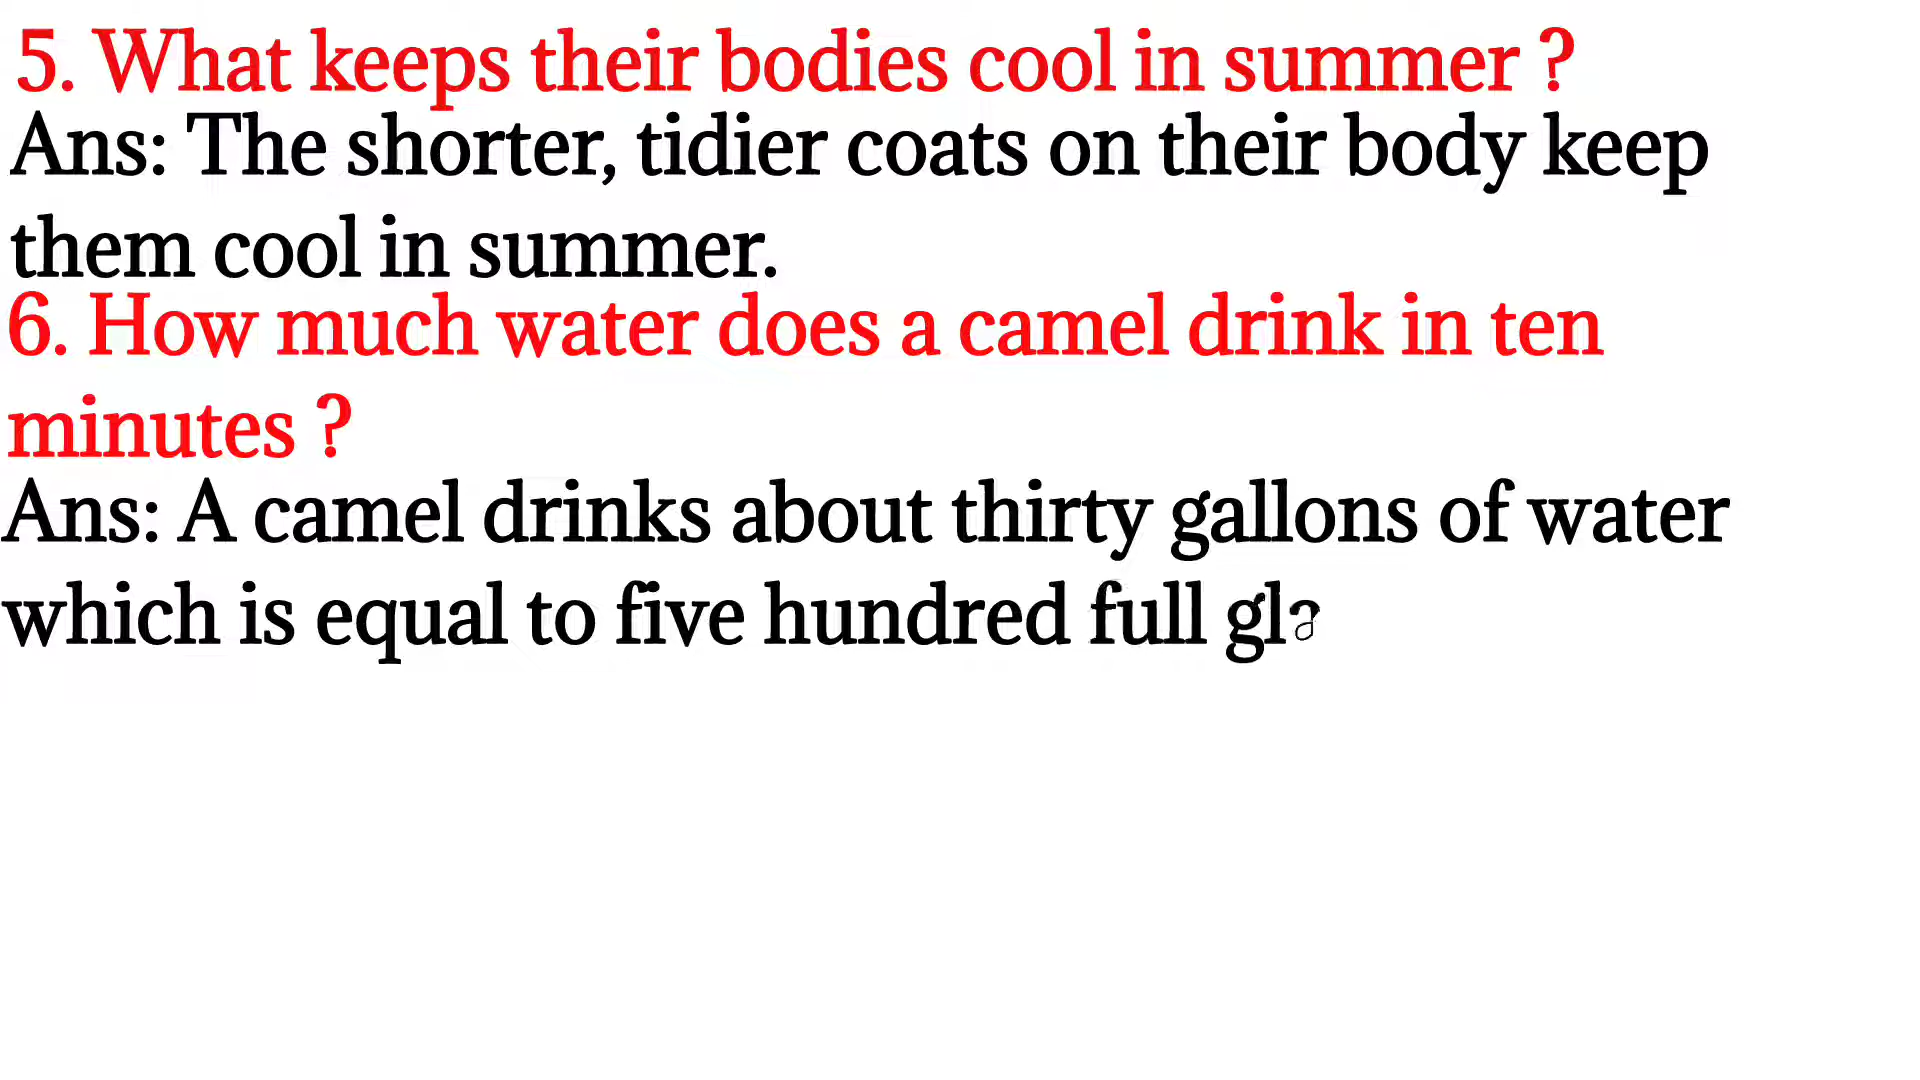 5. What keeps their bodies cool in summer ?
Ans: The shorter, tidier coats on their body keep
them cool in summer.
6. How much water does a camel drink in ten
minutes ?
Ans: A camel drinks about thirty gallons of water
which is equal to five hundred full gla